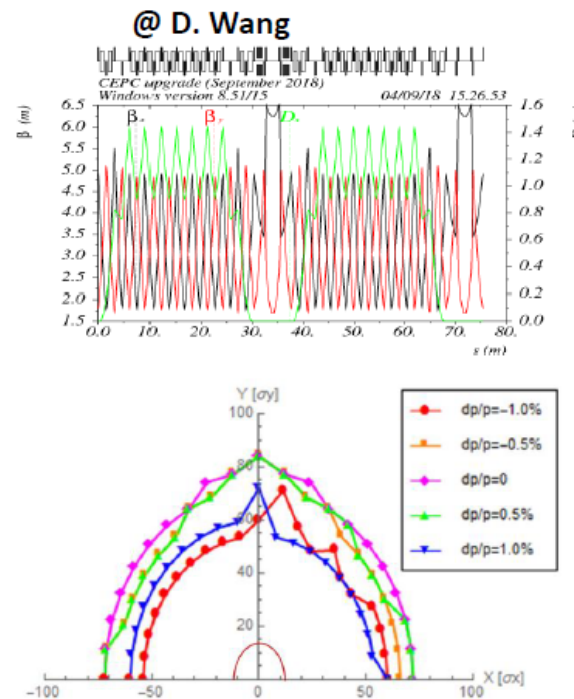 @ D. Wang
CEPC upgrade (September 2018)
Windows version 8.51/15 04/09/18 15.26.53
β (m)
6.5
6.0
5.5
5.0
4.5
4.0
3.5
3.0
2.5
2.0
1.5
β
β
D
1.6
1.4
1.2
1.0
0.8
0.6
0.4
0.2
0.0
0.0 10. 20. 30. 40. 50. 60. 70. 80.
s (m)
Y [σy]
100
80
60
40
20
−100 −50 0 50 100
X [σx]
dp/p=−1.0%
dp/p=−0.5%
dp/p=0
dp/p=0.5%
dp/p=1.0%